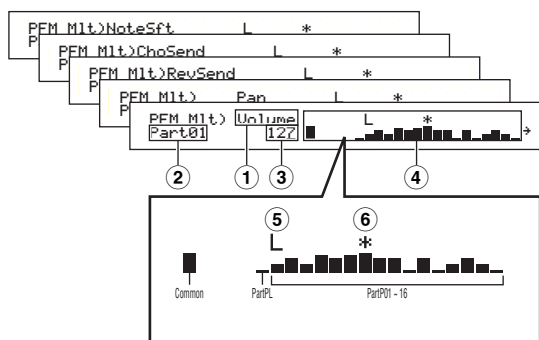 PFM Mlt)NoteSft L *
P
PFM Mlt)ChoSend L *
P
PFM Mlt)RevSend L *
P
PFM Mlt) Pan L *
P
PFM Mlt) Volume L *
Part01 127 →
2 1 3 4
5 6
L *
Common PartPL PartP01 - 16